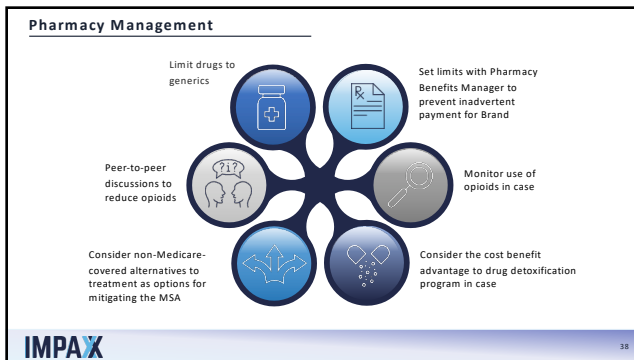 Pharmacy Management
Limit drugs to
generics
Set limits with Pharmacy
Benefits Manager to
prevent inadvertent
payment for Brand
Rx
?i?
Peer-to-peer
discussions to
reduce opioids
Monitor use of
opioids in case
Consider non-Medicare-
covered alternatives to
treatment as options for
mitigating the MSA
Consider the cost benefit
advantage to drug detoxification
program in case
IMPAXX
38